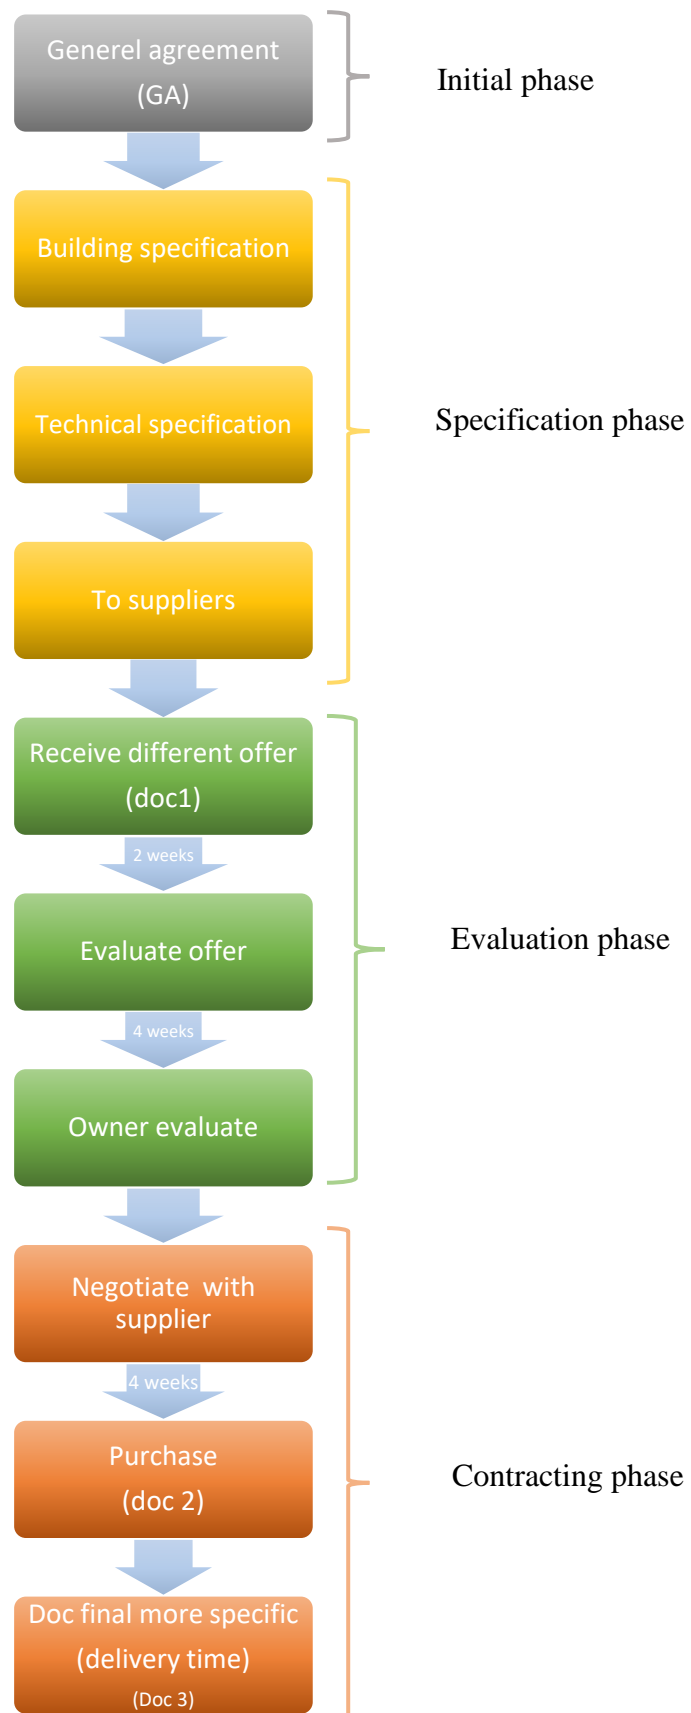 Generel agreement
(GA)
Initial phase
Building specification
Technical specification
Specification phase
To suppliers
Receive different offer
(doc1)
2 weeks
Evaluate offer
Evaluation phase
4 weeks
Owner evaluate
Negotiate with
supplier
4 weeks
Purchase
(doc 2)
Contracting phase
Doc final more specific
(delivery time)
(Doc 3)